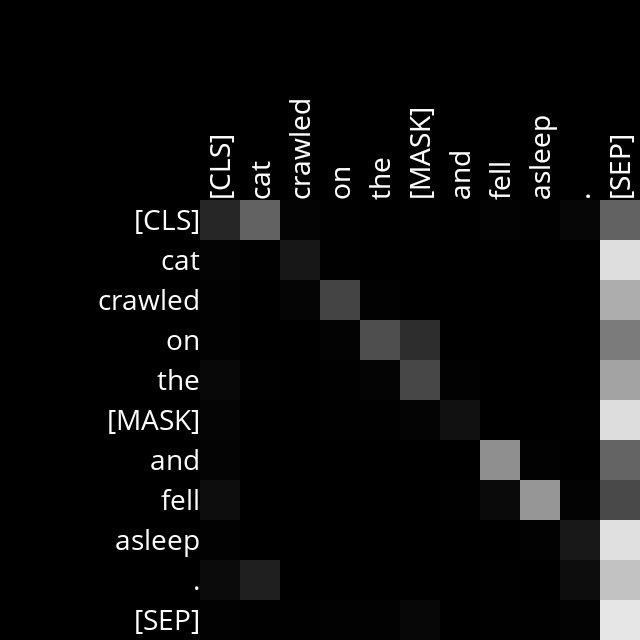 [CLS] cat crawled on the [MASK] and fell asleep . [SEP]
[CLS]
cat
crawled
on
the
[MASK]
and
fell
asleep
.
[SEP]